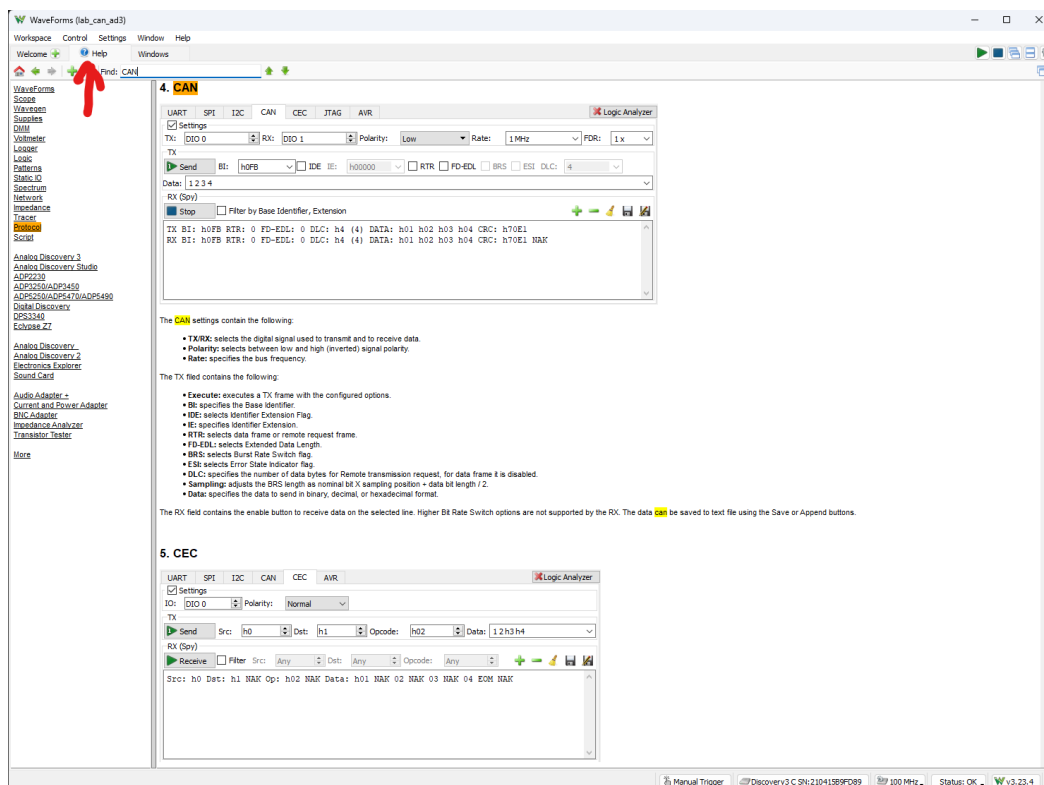 WaveForms (lab_can_ad3)
Workspace Control Settings Window Help
Welcome Help Windows
Find: CAN
WaveForms
Scope
Wavegen
Supplies
DMM
Voltmeter
Logger
Logic
Patterns
Static IO
Spectrum
Network
Impedance
Tracer
Protocol
Script
Analog Discovery 3
Analog Discovery Studio
ADP2230
ADP3250/ADP3450
ADP5250/ADP5470/ADP5490
Digital Discovery
DPS3340
Eclypse Z7
Analog Discovery
Analog Discovery 2
Electronics Explorer
Sound Card
Audio Adapter +
Current and Power Adapter
BNC Adapter
Impedance Analyzer
Transistor Tester
More
4. CAN
UART SPI I2C CAN CEC JTAG AVR Logic Analyzer
Settings
TX: DIO 0 RX: DIO 1 Polarity: Low Rate: 1MHz FDR: 1 x
TX
Send BI: h0FB IDE IE: h00000 RTR FD-EDL BRS ESI DLC: 4
Data: 1 2 3 4
RX (Spy)
Stop Filter by Base Identifier, Extension
TX BI: h0FB RTR: 0 FD-EDL: 0 DLC: h4 (4) DATA: h01 h02 h03 h04 CRC: h70E1
RX BI: h0FB RTR: 0 FD-EDL: 0 DLC: h4 (4) DATA: h01 h02 h03 h04 CRC: h70E1 NAK
The CAN settings contain the following:
• TX/RX: selects the digital signal used to transmit and to receive data.
• Polarity: selects between low and high (inverted) signal polarity.
• Rate: specifies the bus frequency.
The TX filed contains the following:
• Execute: executes a TX frame with the configured options.
• BI: specifies the Base Identifier.
• IDE: selects Identifier Extension Flag.
• IE: specifies Identifier Extension.
• RTR: selects data frame or remote request frame.
• FD-EDL: selects Extended Data Length.
• BRS: selects Burst Rate Switch flag.
• ESI: selects Error State Indicator flag.
• DLC: specifies the number of data bytes for Remote transmission request, for data frame it is disabled.
• Sampling: adjusts the BRS length as nominal bit X sampling position + data bit length / 2.
• Data: specifies the data to send in binary, decimal, or hexadecimal format.
The RX field contains the enable button to receive data on the selected line. Higher Bit Rate Switch options are not supported by the RX. The data can be saved to text file using the Save or Append buttons.
5. CEC
UART SPI I2C CAN CEC AVR Logic Analyzer
Settings
IO: DIO 0 Polarity: Normal
TX
Send Src: h0 Dst: h1 Opcode: h02 Data: 1 2 h3 h4
RX (Spy)
Receive Filter Src: Any Dst: Any Opcode: Any
Src: h0 Dst: h1 NAK Op: h02 NAK Data: h01 NAK 02 NAK 03 NAK 04 EOM NAK
Manual Trigger Discovery3 C SN:210415B9FD89 100 MHz Status: OK v3.23.4